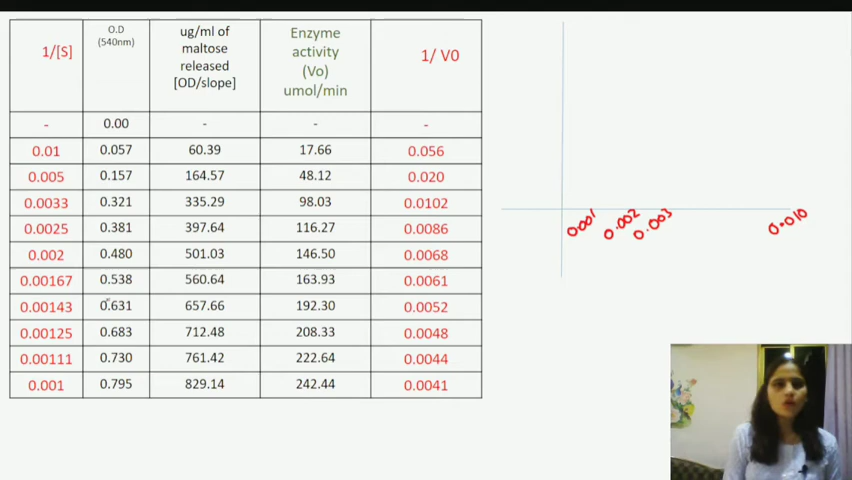 1/[S] O.D (540nm) ug/ml of maltose released [OD/slope] Enzyme activity (Vo) umol/min 1/ V0
- 0.00 - - -
0.01 0.057 60.39 17.66 0.056
0.005 0.157 164.57 48.12 0.020
0.0033 0.321 335.29 98.03 0.0102
0.0025 0.381 397.64 116.27 0.0086
0.002 0.480 501.03 146.50 0.0068
0.00167 0.538 560.64 163.93 0.0061
0.00143 0.631 657.66 192.30 0.0052
0.00125 0.683 712.48 208.33 0.0048
0.00111 0.730 761.42 222.64 0.0044
0.001 0.795 829.14 242.44 0.0041
0.001 0.002 0.003 0.010